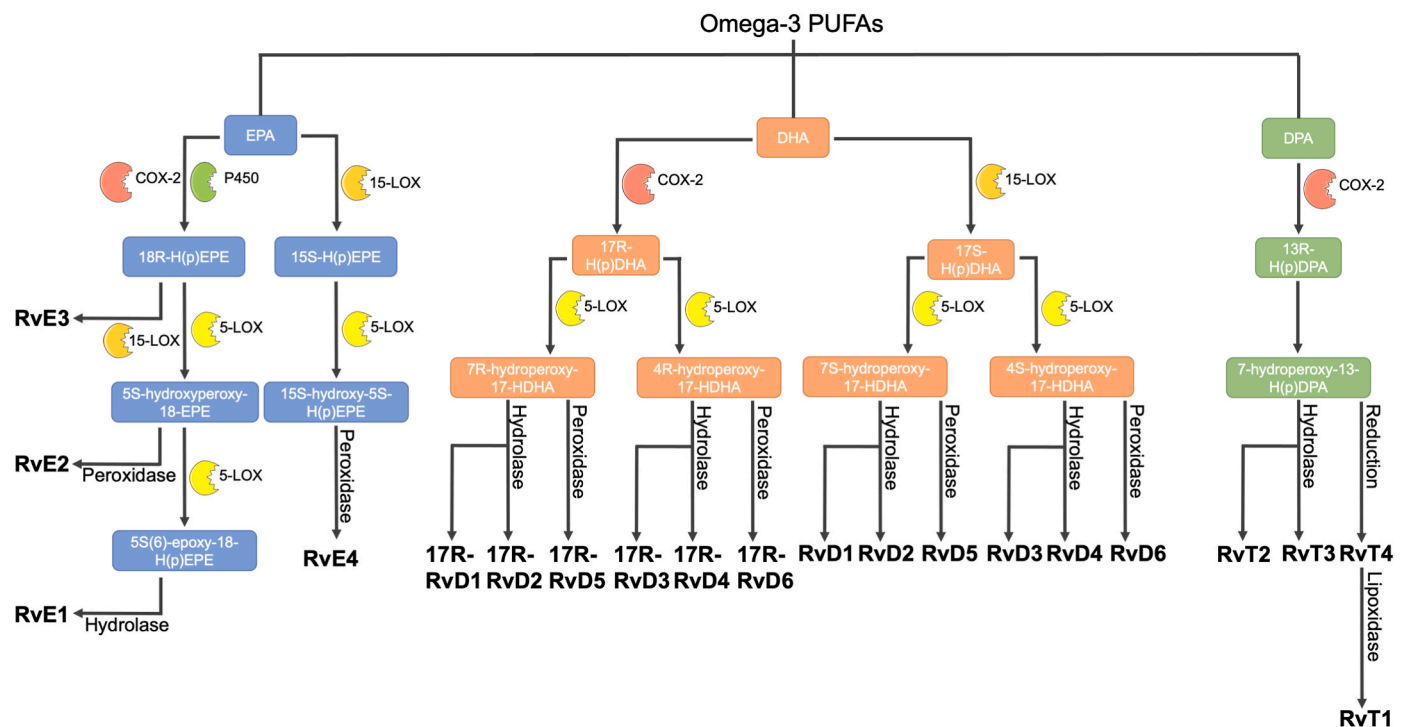 Omega-3 PUFAs
EPA
DHA
DPA
COX-2
P450
15-LOX
COX-2
15-LOX
COX-2
18R-H(p)EPE
15S-H(p)EPE
17R-
H(p)DHA
17S-
H(p)DHA
13R-
H(p)DPA
RvE3
15-LOX
5-LOX
5-LOX
5-LOX
5-LOX
5-LOX
5-LOX
5S-hydroxyperoxy-
18-EPE
15S-hydroxy-5S-
H(p)EPE
7R-hydroperoxy-
17-HDHA
4R-hydroperoxy-
17-HDHA
7S-hydroperoxy-
17-HDHA
4S-hydroperoxy-
17-HDHA
7-hydroperoxy-13-
H(p)DPA
RvE2
Peroxidase
5-LOX
Peroxidase
Hydrolase
Peroxidase
Hydrolase
Peroxidase
Hydrolase
Peroxidase
Hydrolase
Peroxidase
Hydrolase
Reduction
5S(6)-epoxy-18-
H(p)EPE
RvE4
17R-
RvD1
17R-
RvD2
17R-
RvD5
17R-
RvD3
17R-
RvD4
17R-
RvD6
RvD1
RvD2
RvD5
RvD3
RvD4
RvD6
RvT2
RvT3
RvT4
RvE1
Hydrolase
Lipoxidase
RvT1